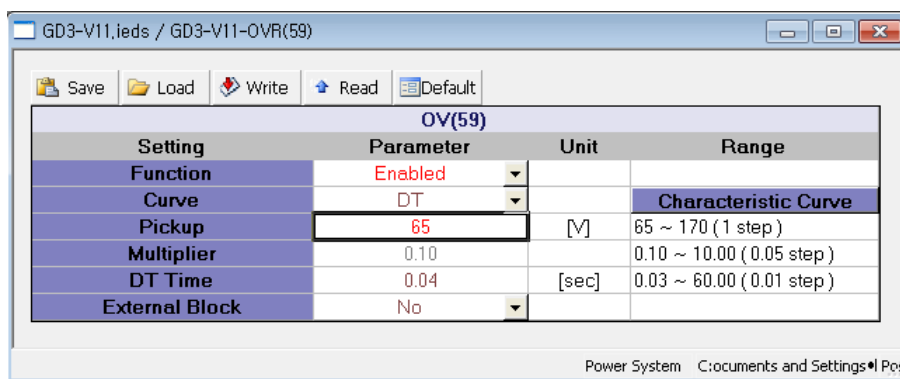 GD3-V11.ieds / GD3-V11-OVR(59)
Save Load Write Read Default
OV(59)
Setting Parameter Unit Range
Function Enabled
Curve DT Characteristic Curve
Pickup 65 [V] 65 ~ 170 ( 1 step )
Multiplier 0.10 0.10 ~ 10.00 ( 0.05 step )
DT Time 0.04 [sec] 0.03 ~ 60.00 ( 0.01 step )
External Block No
Power System C:ocuments and Settings